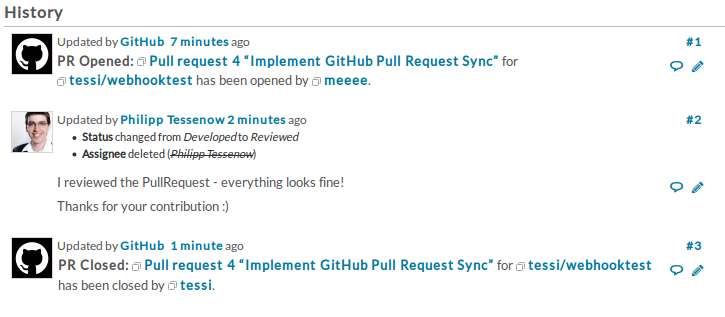 History
Updated by GitHub 7 minutes ago
#1
PR Opened: Pull request 4 “Implement GitHub Pull Request Sync” for
tessi/webhooktest has been opened by meeee.
Updated by Philipp Tessenow 2 minutes ago
#2
• Status changed from Developed to Reviewed
• Assignee deleted (Philipp Tessenow)
I reviewed the PullRequest - everything looks fine!
Thanks for your contribution :)
Updated by GitHub 1 minute ago
#3
PR Closed: Pull request 4 “Implement GitHub Pull Request Sync” for tessi/webhooktest
has been closed by tessi.